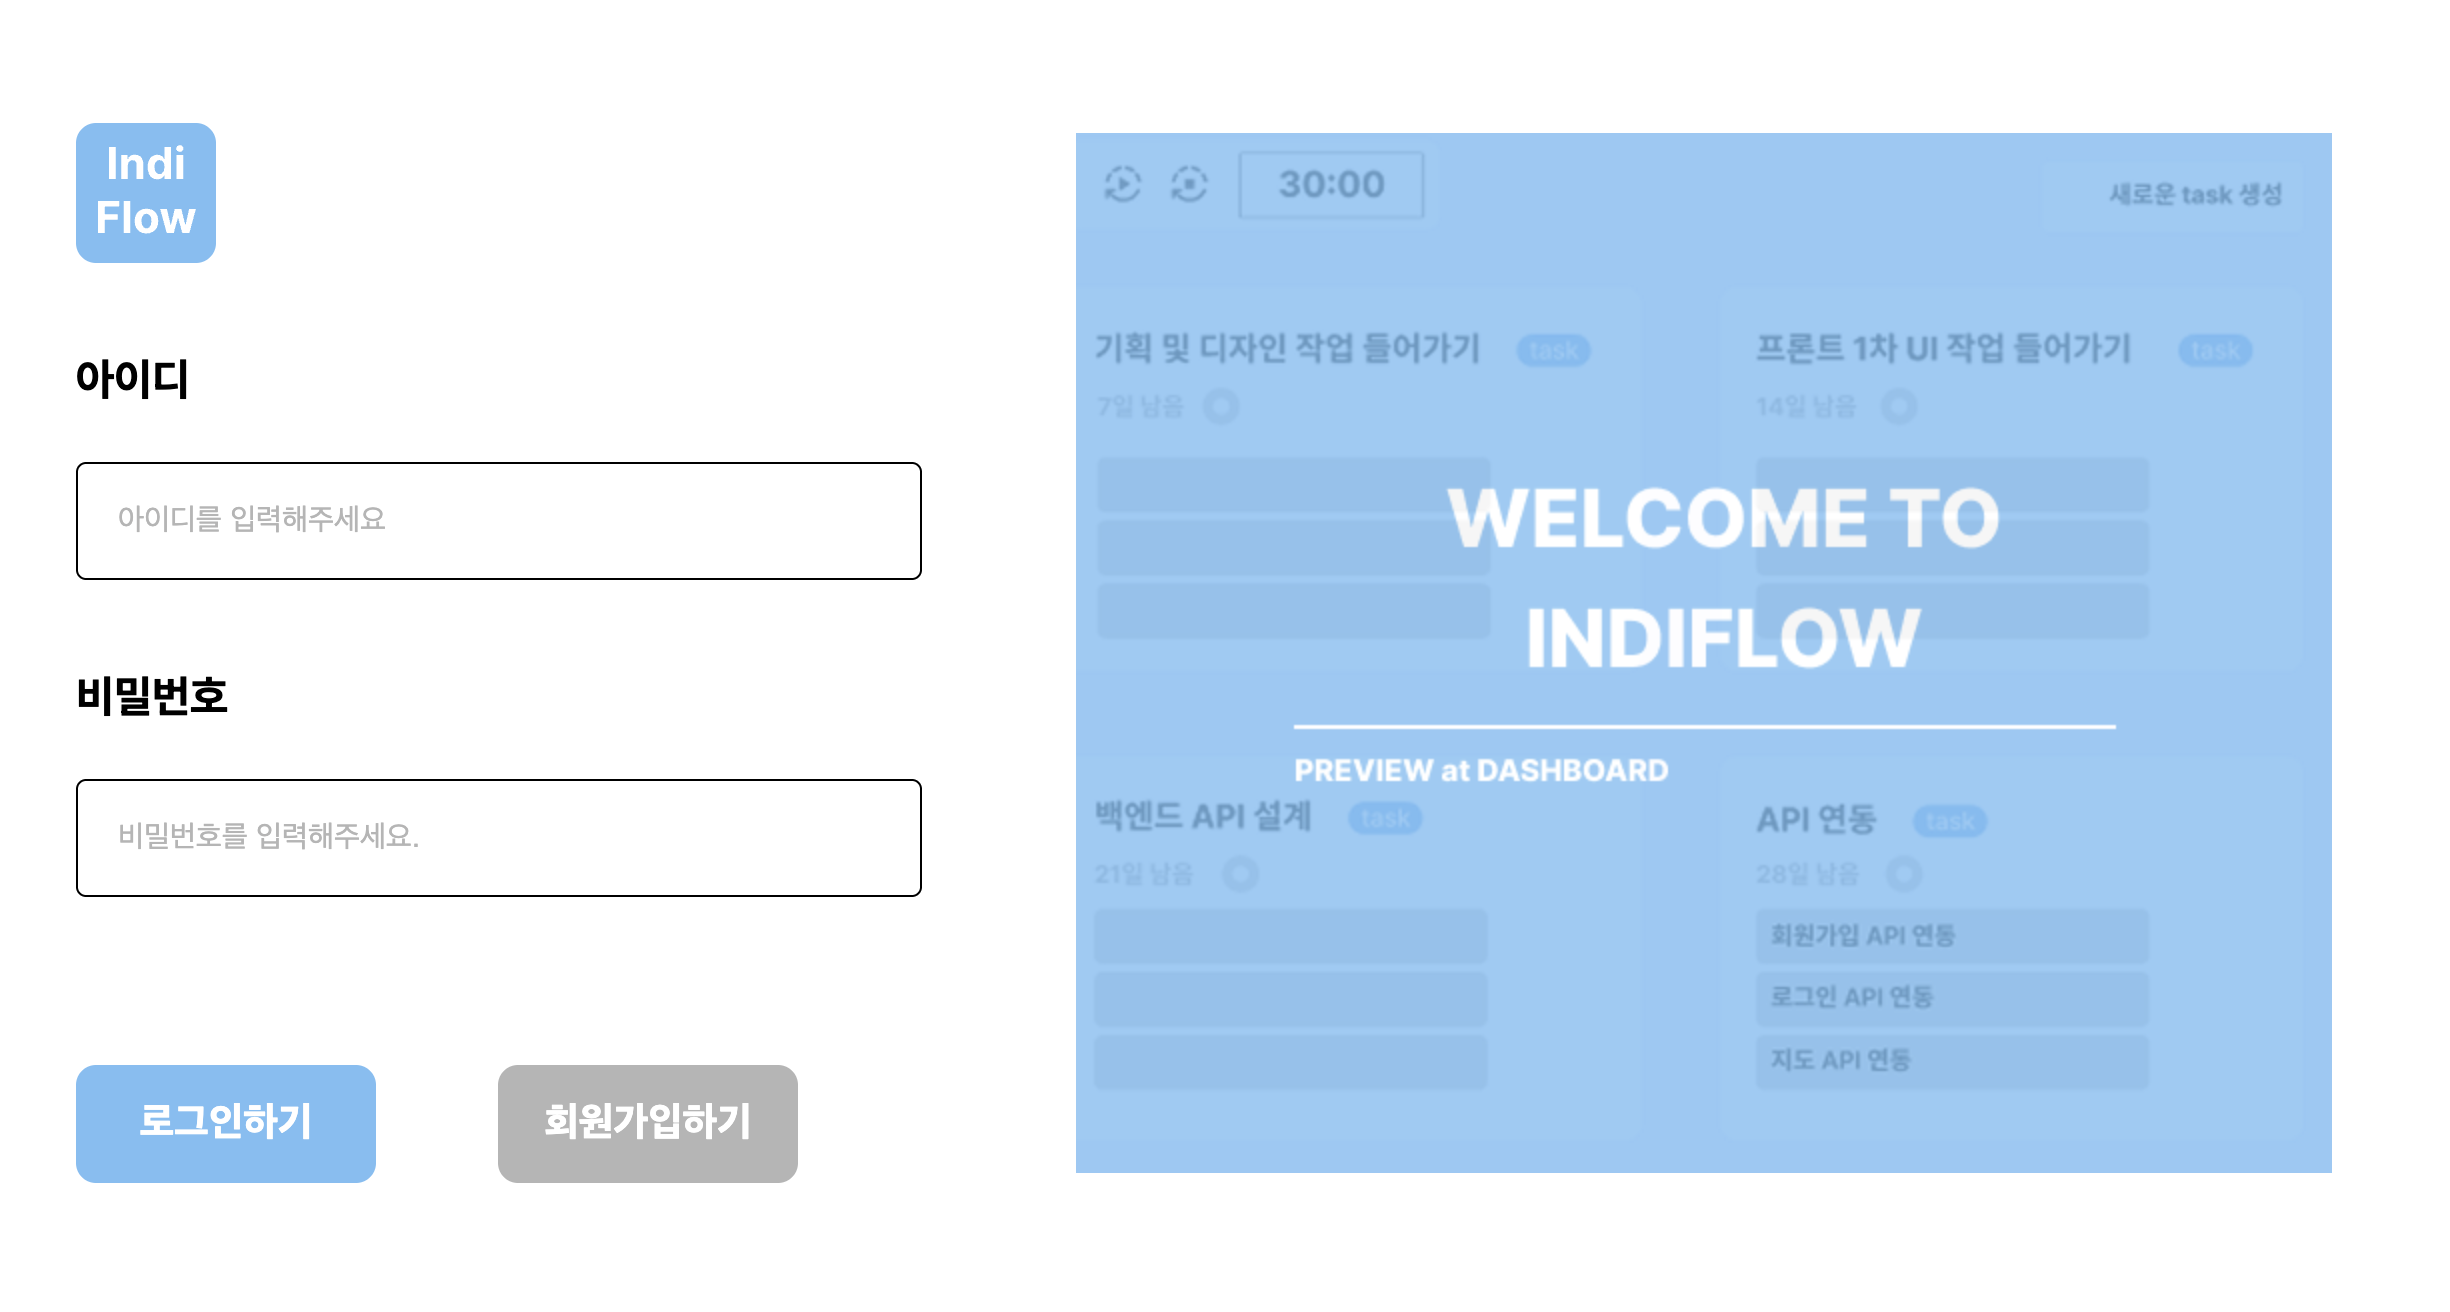 Indi
Flow
아이디
아이디를 입력해주세요
비밀번호
비밀번호를 입력해주세요.
로그인하기
회원가입하기
30:00
새로운 task 생성
기획 및 디자인 작업 들어가기
task
7일 남음
프론트 1차 UI 작업 들어가기
task
14일 남음
WELCOME TO
INDIFLOW
PREVIEW at DASHBOARD
백엔드 API 설계
task
21일 남음
API 연동
task
28일 남음
회원가입 API 연동
로그인 API 연동
지도 API 연동